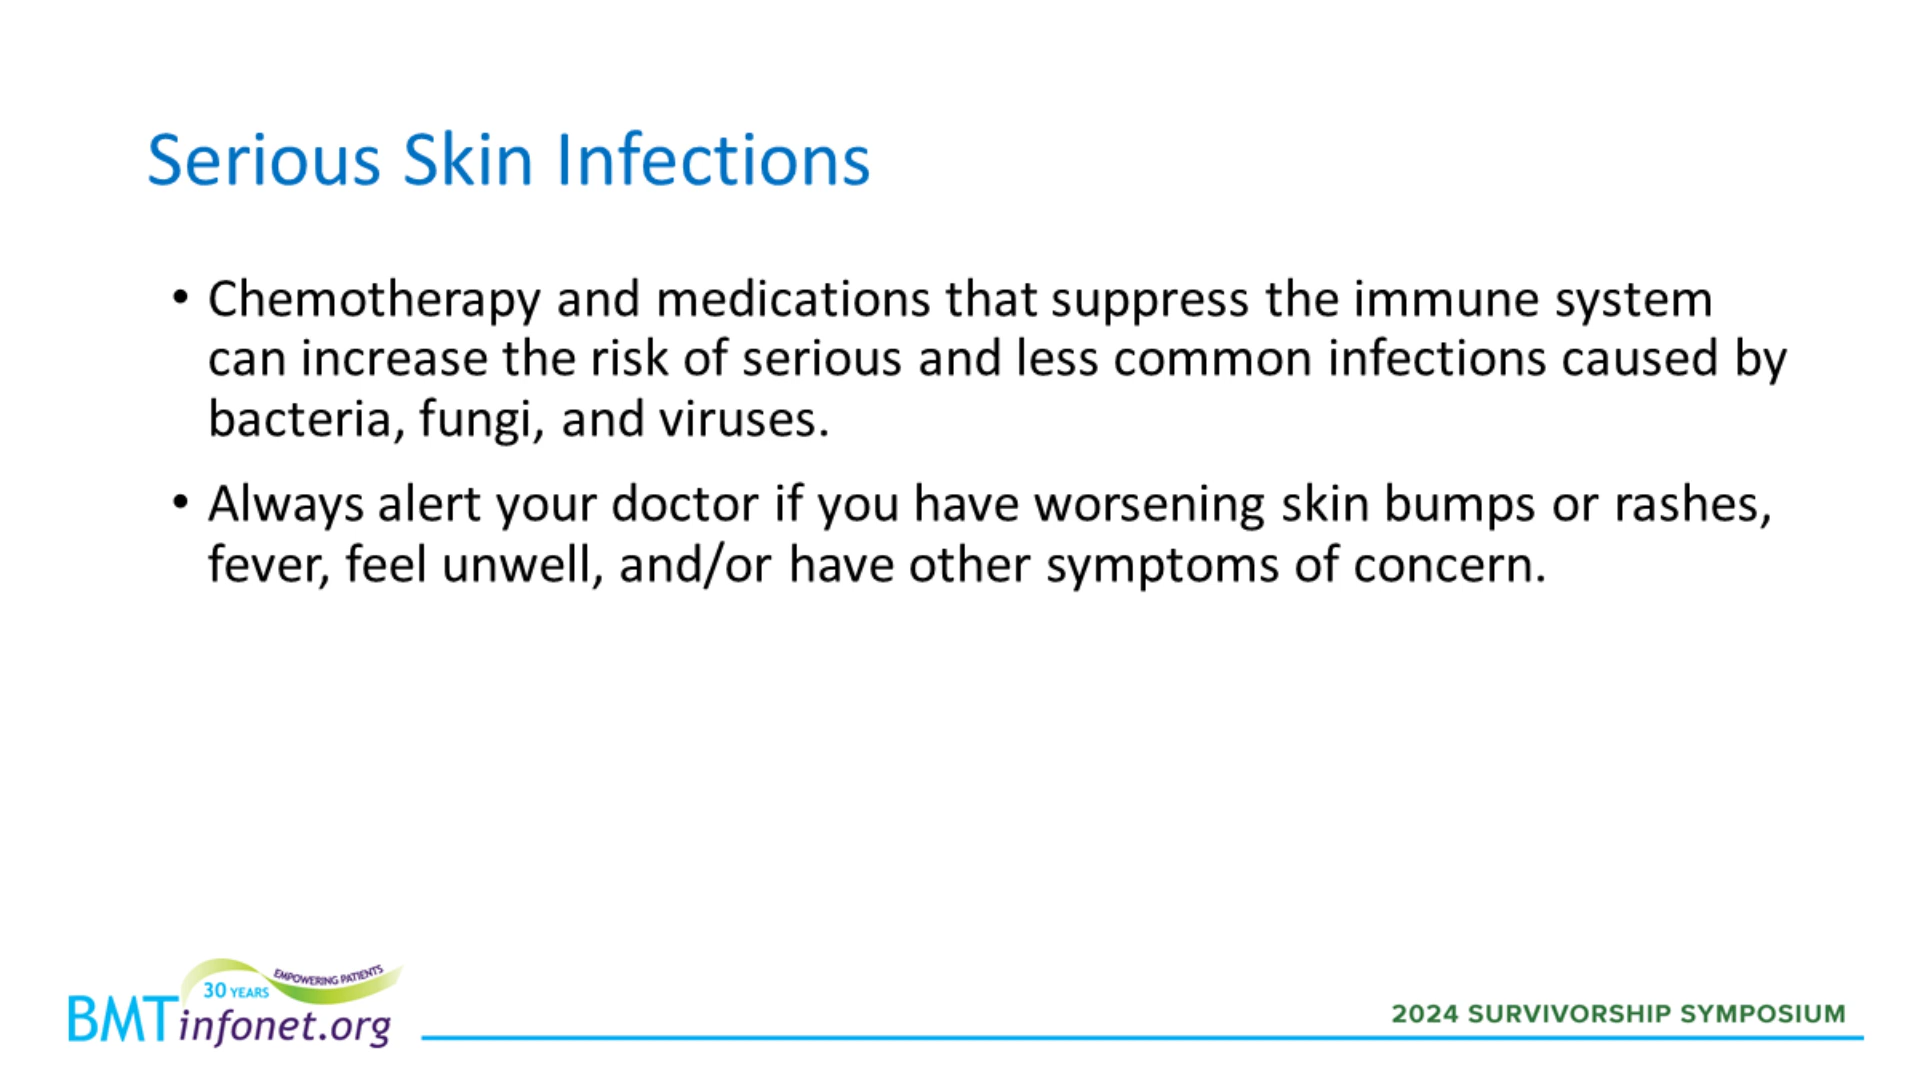 Serious Skin Infections
• Chemotherapy and medications that suppress the immune system
can increase the risk of serious and less common infections caused by
bacteria, fungi, and viruses.
• Always alert your doctor if you have worsening skin bumps or rashes,
fever, feel unwell, and/or have other symptoms of concern.
EMPOWERING PATIENTS
30 YEARS
BMTinfonet.org
2024 SURVIVORSHIP SYMPOSIUM